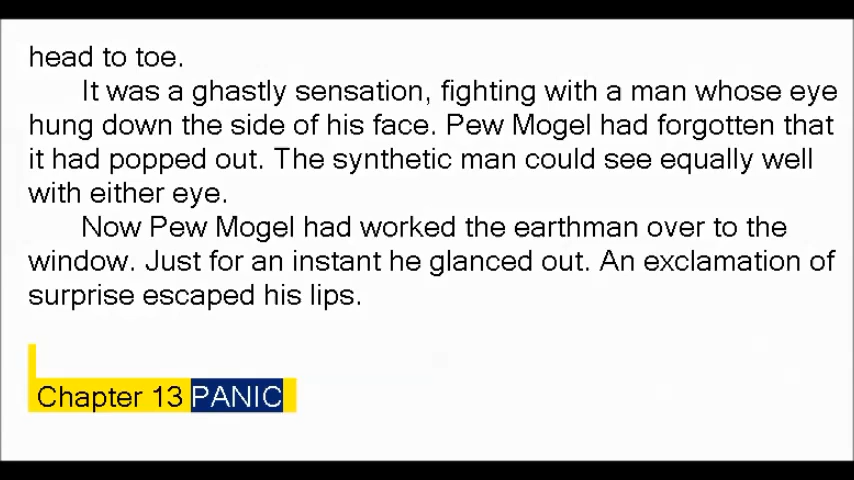 head to toe.
It was a ghastly sensation, fighting with a man whose eye
hung down the side of his face. Pew Mogel had forgotten that
it had popped out. The synthetic man could see equally well
with either eye.
Now Pew Mogel had worked the earthman over to the
window. Just for an instant he glanced out. An exclamation of
surprise escaped his lips.
Chapter 13 PANIC